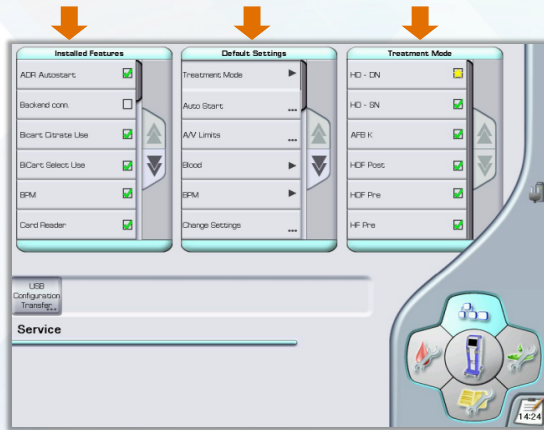 Installed Features
ADR Autostart
Backend conn.
Bicart Citrate Use
BiCart Select Use
BPM
Card Reader
Default Settings
Treatment Mode
Auto Start
...
A/V Limits
...
Blood
BPM
Change Settings
...
Treatment Mode
HD - DN
HD - SN
AFB K
HDF Post
HDF Pre
HF Pre
USB
Configuration
Transfer...
Service
14:24